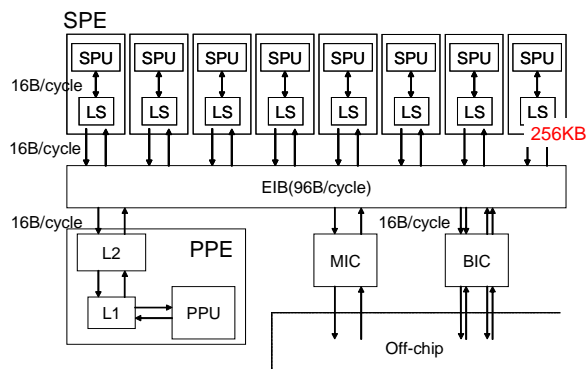 SPE
SPU SPU SPU SPU SPU SPU SPU SPU
16B/cycle
LS LS LS LS LS LS LS LS
256KB
16B/cycle
EIB(96B/cycle)
16B/cycle 16B/cycle
L2 PPE MIC BIC
L1 PPU
Off-chip